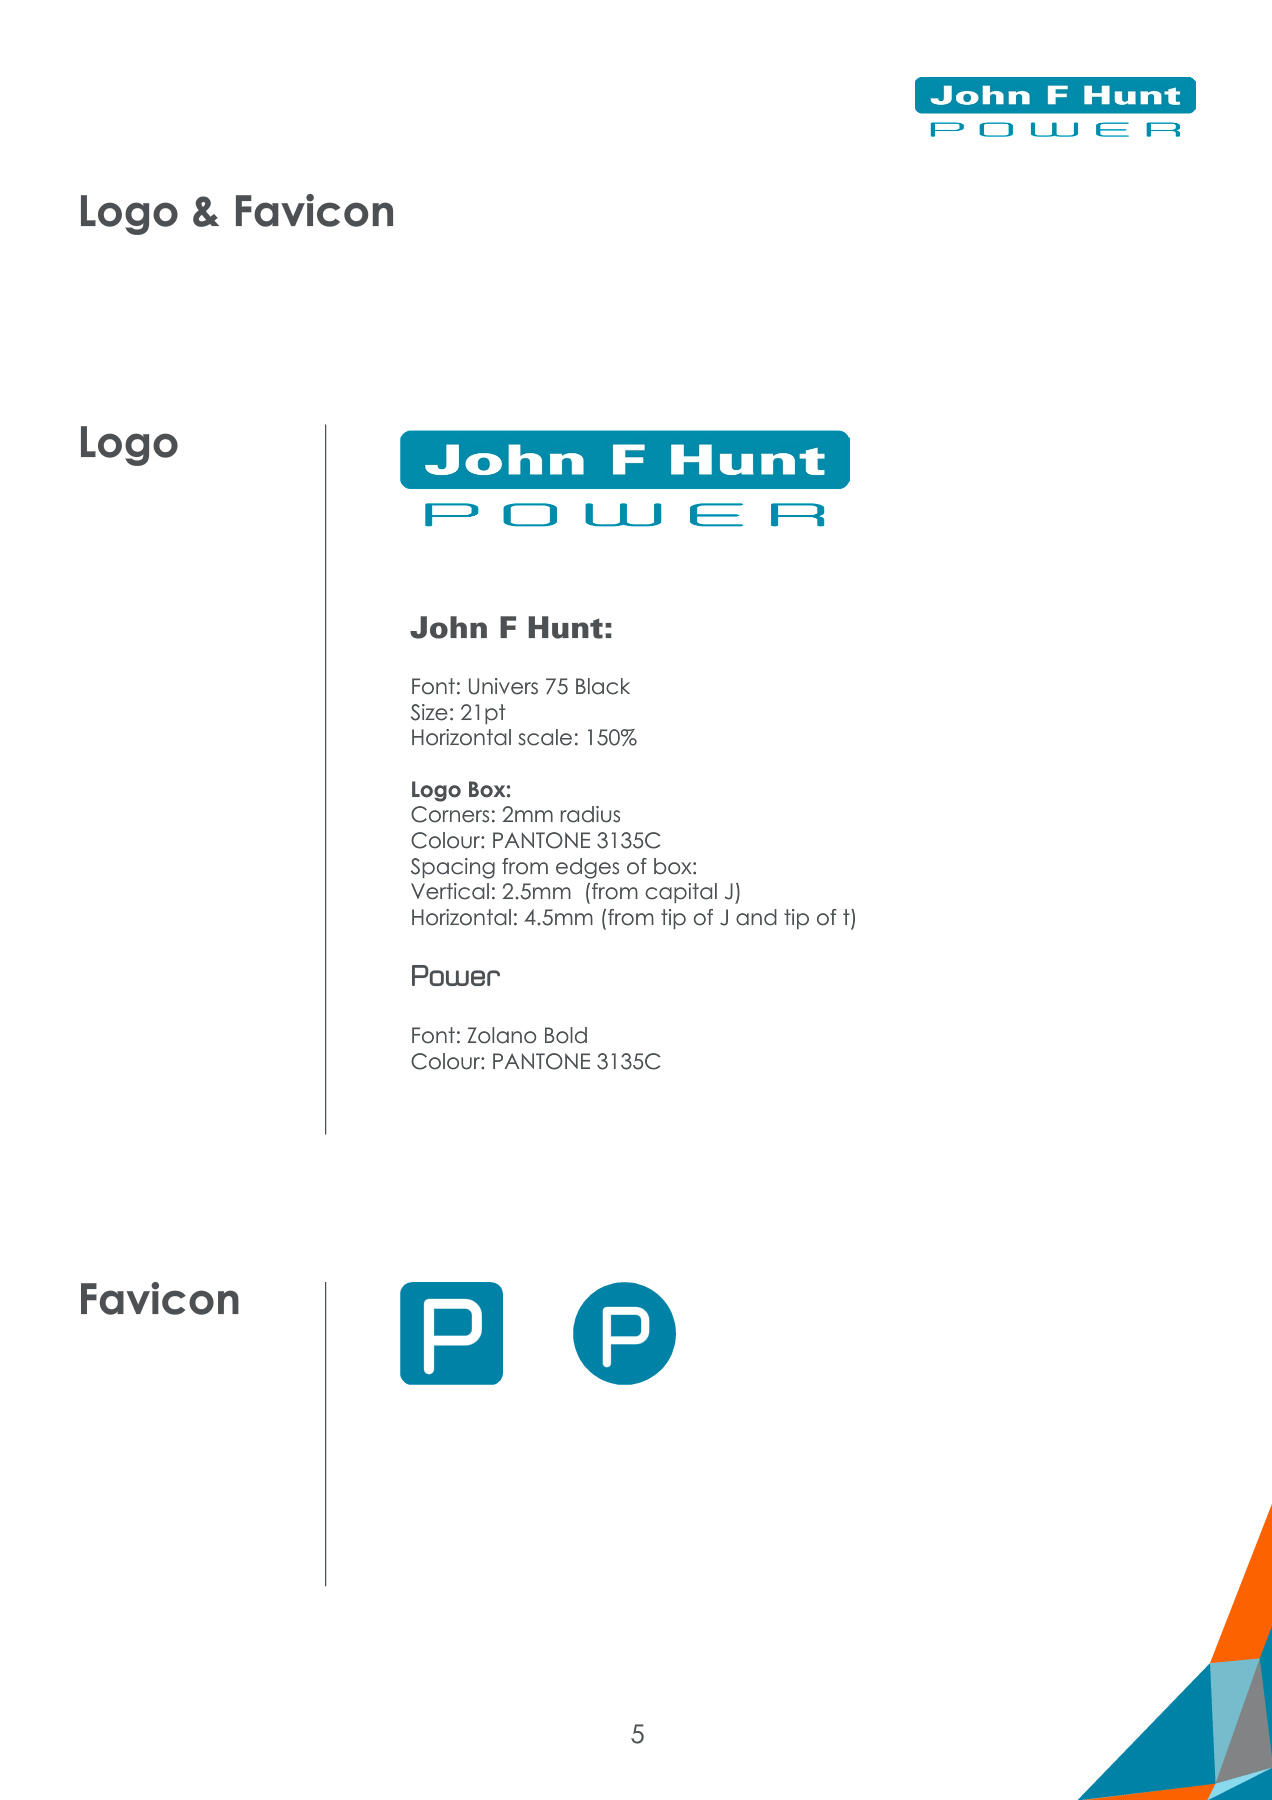 John F Hunt
POWER
Logo & Favicon
Logo
John F Hunt
POWER
John F Hunt:
Font: Univers 75 Black
Size: 21pt
Horizontal scale: 150%
Logo Box:
Corners: 2mm radius
Colour: PANTONE 3135C
Spacing from edges of box:
Vertical: 2.5mm  (from capital J)
Horizontal: 4.5mm (from tip of J and tip of t)
Power
Font: Zolano Bold
Colour: PANTONE 3135C
Favicon
P P
5